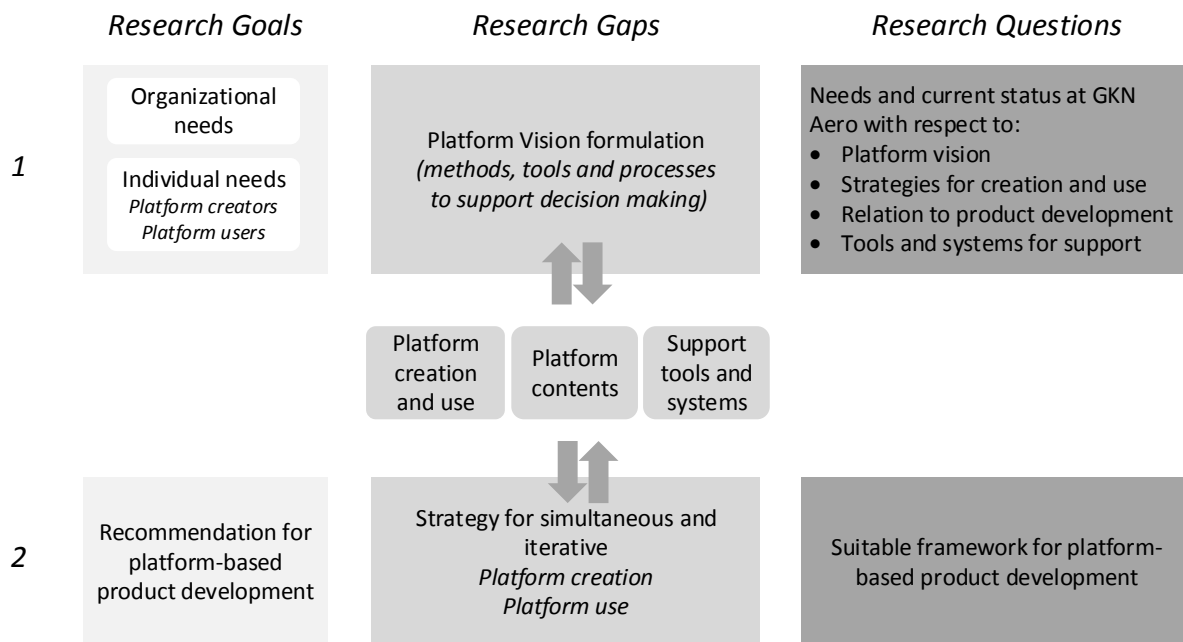 Research Goals
Research Gaps
Research Questions
1
Organizational
needs
Individual needs
Platform creators
Platform users
Platform Vision formulation
(methods, tools and processes
to support decision making)
Needs and current status at GKN
Aero with respect to:
• Platform vision
• Strategies for creation and use
• Relation to product development
• Tools and systems for support
Platform
creation
and use
Platform
contents
Support
tools and
systems
2
Recommendation for
platform-based
product development
Strategy for simultaneous and
iterative
Platform creation
Platform use
Suitable framework for platform-
based product development